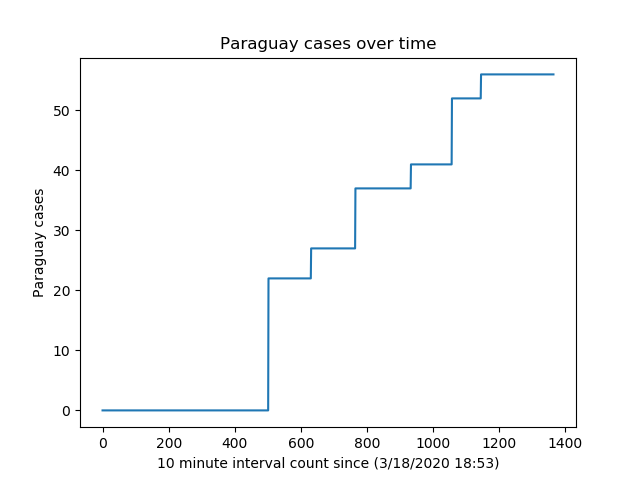 Paraguay cases over time
50
40
30
20
10
0
Paraguay cases
0 200 400 600 800 1000 1200 1400
10 minute interval count since (3/18/2020 18:53)